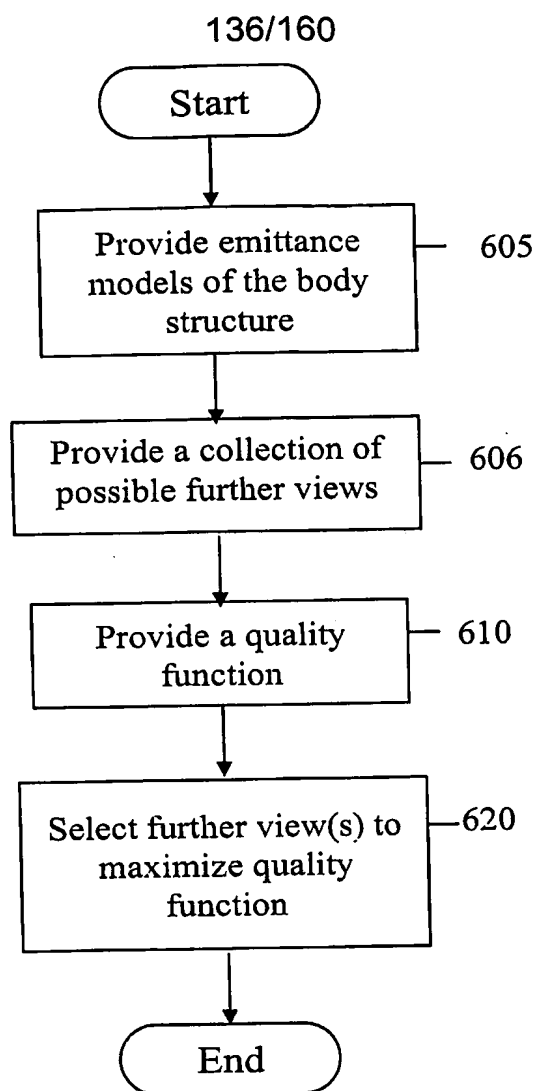 136/160
Start
Provide emittance
models of the body
structure
605
Provide a collection of
possible further views
606
Provide a quality
function
610
Select further view(s) to
maximize quality
function
620
End